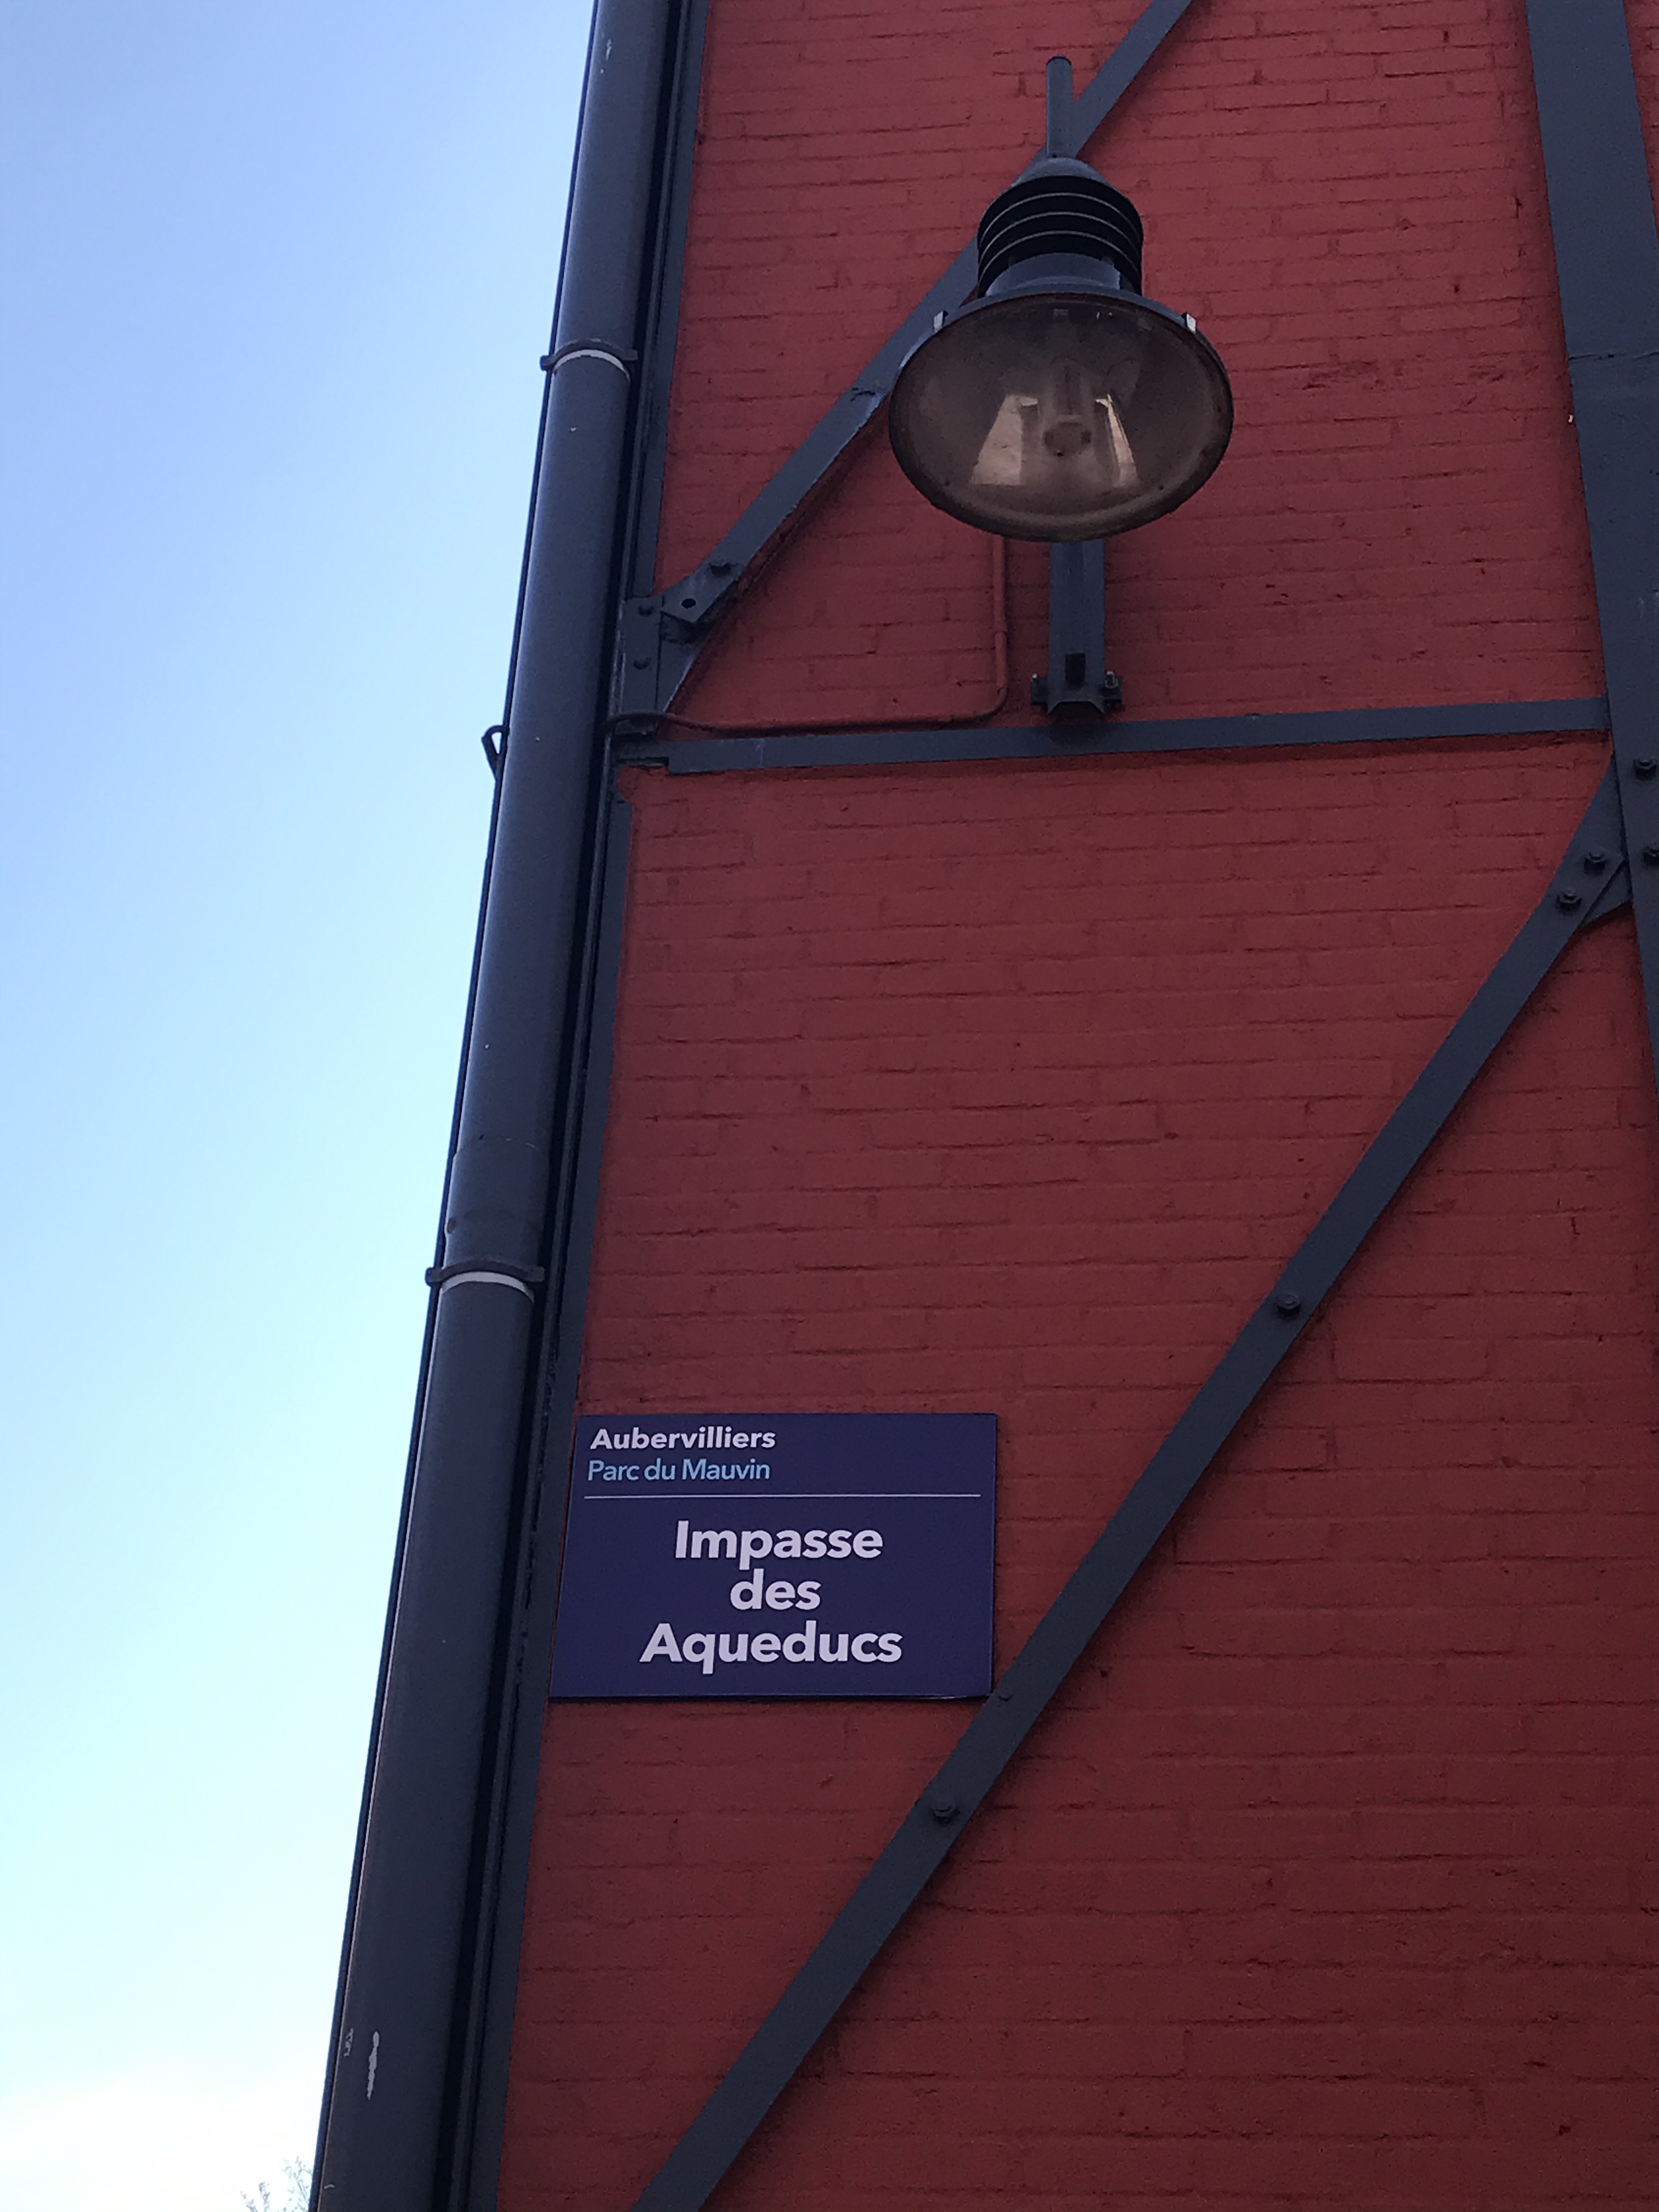 Aubervilliers
Parc du Mauvin
Impasse
des
Aqueducs